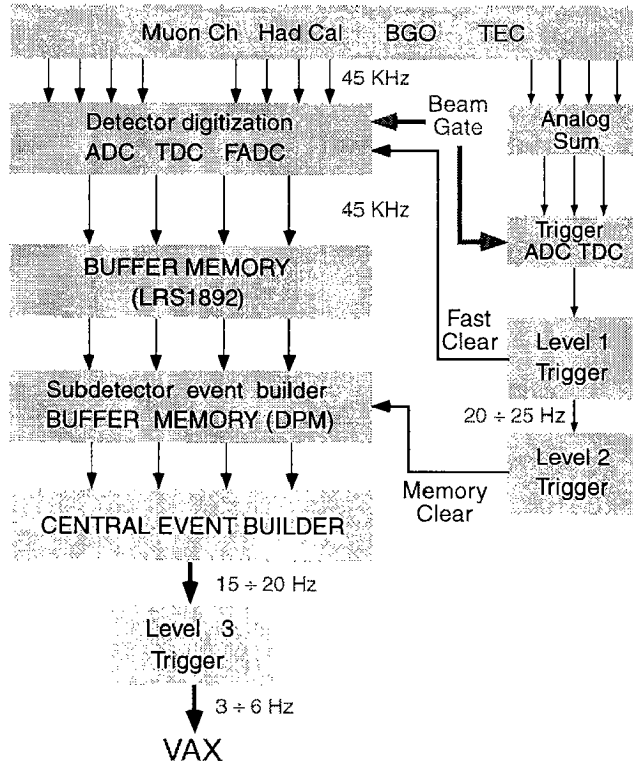 Muon Ch Had Cal BGO TEC
45 KHz
Detector digitization
ADC TDC FADC
Beam
Gate
Analog
Sum
45 KHz
Trigger
ADC TDC
BUFFER MEMORY
(LRS1892)
Fast
Clear
Level 1
Trigger
Subdetector event builder
BUFFER MEMORY (DPM)
20 ÷ 25 Hz
Level 2
Trigger
Memory
Clear
CENTRAL EVENT BUILDER
15 ÷ 20 Hz
Level 3
Trigger
3 ÷ 6 Hz
VAX